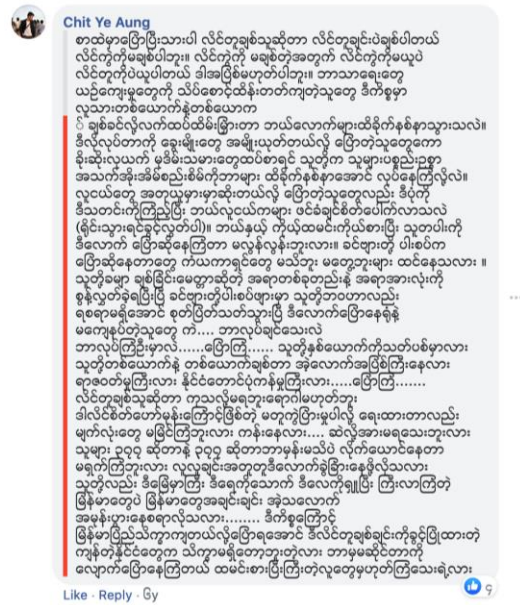 Chit Ye Aung
စာထဲမှာပြောပြီးသားပါ လိင်တူချစ်သူဆိုတာ လိင်တူချင်းပဲချစ်ပါတယ်
လိင်ကွဲကိုမချစ်ပါဘူး။ လိင်ကွဲကို မချစ်တဲ့အတွက် လိင်ကွဲကိုမယူပဲ
လိင်တူကိုပဲယူပါတယ် ဒါအပြစ်မဟုတ်ပါဘူး။ ဘာသာရေးတွေ
ယဉ်ကျေးမှုတွေကို သိပ်စောင့်ထိန်းတတ်ကျတဲ့သူတွေ ဒီကိစ္စမှာ
လူသားတစ်ယောက်နဲ့တစ်ယောက
် ချစ်ခင်လို့လက်ထပ်ထိမ်းမြှားတာ ဘယ်လောက်များထိခိုက်နစ်နာသွားသလဲ။
ဒီလိုလုပ်တာကို ခွေးမျိုးတွေ အမျိုးယုတ်တယ်လို့ ပြောတဲ့သူတွေကော
ခိုးဆိုးလုယက် မုဒိမ်းသမားတွေထပ်စာရင် သူတို့က သူများပစ္စည်းဥစ္စာ
အသက်အိုးအိမ်စည်းစိမ်ကိုဘာများ ထိခိုက်နစ်နာအောင် လုပ်နေကြလို့လဲ။
လူငယ်တွေ အတုယူမှားမှာဆိုးတယ်လို့ ပြောတဲ့သူတွေလည်း ဒီပုံကို
ဒီသတင်းကိုကြည့်ပြီး ဘယ်လူငယ်ကများ ဖင်ခံချင်စိတ်ပေါက်လာသလဲ
(ရိုင်းသွားရင်ခွင့်လွှတ်ပါ)။ ဘယ်နှယ့် ကိုယ့်ထမင်းကိုယ်စားပြီး သူတပါးကို
ဒီလောက် ပြောဆိုနေကြတာ မလွန်လွန်းဘူးလား။ ခင်ဗျားတို့ ပါးစပ်က
ပြောဆိုနေတာတွေ ကံယကာရှင်တွေ မသိဘူး မတွေ့ဘူးများ ထင်နေသလား ။
သူတို့ခမျာ ချစ်ခြင်းမေတ္တာဆိုတဲ့ အရာတစ်ခုတည်းနဲ့ အရာအားလုံးကို
စွန့်လွှတ်ခဲ့ရပြီးပြီ ခင်ဗျားတို့ပါးစပ်ဖျားမှာ သူတို့ဘဝဟာလည်း
ရစရာမရှိအောင် စုတ်ပြတ်သတ်သွားပြီ ဒီလောက်ပြောနေရုံနဲ့
မကျေနပ်တဲ့သူတွေ ကဲ.... ဘာလုပ်ချင်သေးလဲ
ဘာလုပ်ကြဦးမှာလဲ......ပြောကြ...... သူတို့နှစ်ယောက်ကိုသတ်ပစ်မှာလား
သူတို့တစ်ယောက်နဲ့ တစ်ယောက်ချစ်တာ အဲ့လောက်အပြစ်ကြီးနေလား
ရာဇဝတ်မှုကြီးလား နိုင်ငံတောင်ပုံကန်မှုကြီးလား.....ပြောကြ.......
လိင်တူချစ်သူဆိုတာ ကုသလို့မရဘူးရောဂါမဟုတ်ဘူး
ဒါလိင်စိတ်ဟော်မုန်းကြောင့်ဖြစ်တဲ့ မတူကွဲပြားမှုပါလို့ ရေးထားတာလည်း
မျက်လုံးတွေ မမြင်ကြဘူးလား ကန်းနေလား.... ဆဲလို့အားမရသေးဘူးလား
သူများ ၃၇၇ ဆိုတာနဲ့ ၃၇၇ ဆိုတာဘာမှန်းမသိပဲ လိုက်ယောင်နေတာ
မရှက်ကြဘူးလား လူလူချင်းအတူတူဒီလောက်ခွဲခြားနေဖို့လိုသလား
သူတို့လည်း ဒီမြေမှာကြီး ဒီရေကိုသောက် ဒီလေကိုရှူပြီး ကြီးလာကြတဲ့
မြန်မာတွေပဲ မြန်မာတွေအချင်းချင်း အဲ့သလောက်
အမုန်းပွားနေစရာလိုသလား........ ဒီကိစ္စကြောင့်
မြန်မာပြည်သိက္ခာကျတယ်လို့ပြောရအောင် ဒီလိင်တူချစ်ချင်းကိုခွင့်ပြုထားတဲ့
ကျန်တဲ့နိုင်ငံတွေက သိက္ခာမရှိတော့ဘူးတဲ့လား ဘာမှမဆိုင်တာကို
လျှောက်ပြောနေကြတယ် ထမင်းစားပြီးကြီးတဲ့လူတွေမှဟုတ်ကြသေးရဲ့လား
Like · Reply · 6y
၄